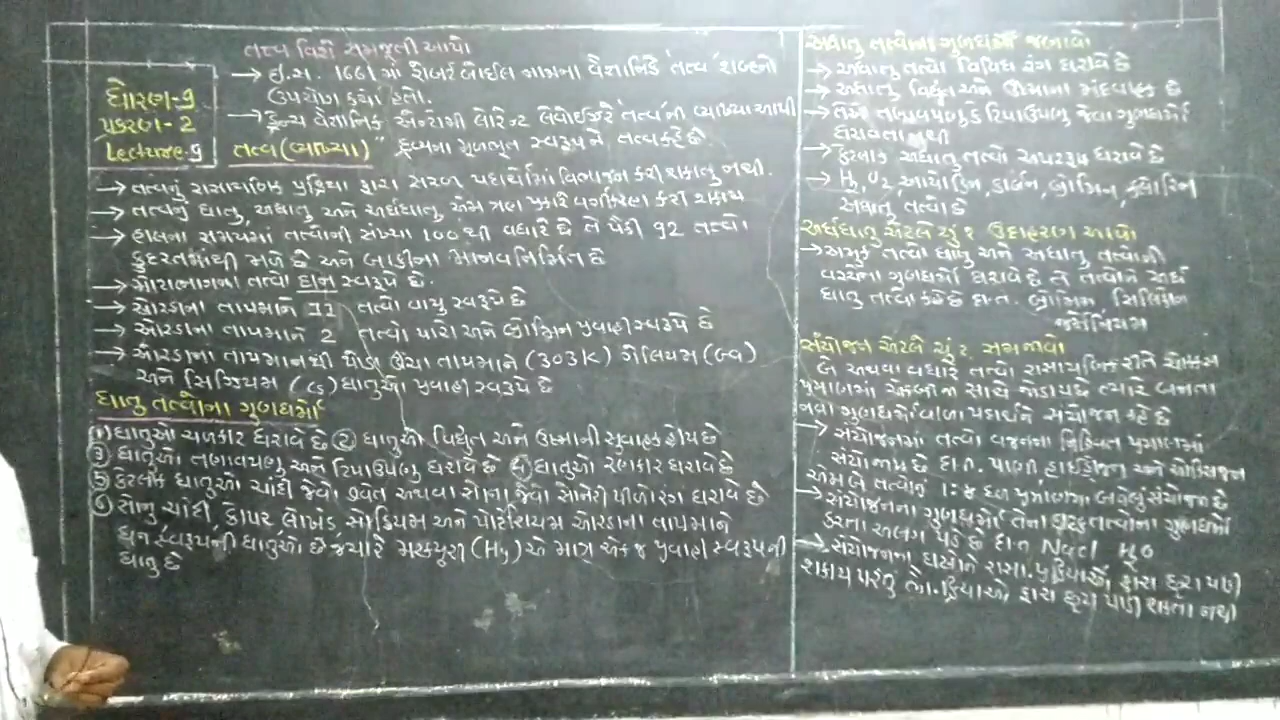 તત્વ વિશે સમજૂતી આપો
ધોરણ-9
પ્રકરણ-2
Lecture-9
→ ઇ.સ. 1661 માં રોબર્ટ બોઈલ નામના વૈજ્ઞાનિકે તત્વ શબ્દનો
ઉપયોગ કર્યો હતો.
→ ફ્રેન્ચ વૈજ્ઞાનિક એન્ટોની લોરેન્ટ લેવોઈઝરે 'તત્વ'ની વ્યાખ્યા આપી
તત્વ (વ્યાખ્યા) " દ્રવ્યના મૂળભૂત સ્વરૂપને તત્વ કહે છે.
→ તત્વનું રાસાયણિક પ્રક્રિયા દ્વારા સરળ પદાર્થોમાં વિભાજન કરી શકાતુ નથી.
→ તત્વનું ધાતુ, અધાતુ અને અર્ધધાતુ એમ ત્રણ પ્રકારે વર્ગીકરણ કરી શકાય
→ હાલના સમયમાં તત્વોની સંખ્યા 100 થી વધારે છે તે પૈકી 92 તત્વો
કુદરતમાંથી મળે છે અને બાકીના માનવનિર્મિત છે
→ મોટાભાગના તત્વો ઘન સ્વરૂપે છે.
→ ઓરડાના તાપમાને 11 તત્વો વાયુ સ્વરૂપે છે
→ ઓરડાના તાપમાને 2 તત્વો પારો અને બ્રોમિન પ્રવાહી સ્વરૂપે છે
→ ઓરડાના તાપમાનથી થોડા ઊંચા તાપમાને (303K) ગેલિયમ (Ga)
અને સિઝિયમ (Cs) ધાતુઓ પ્રવાહી સ્વરૂપે છે
ધાતુ તત્વોના ગુણધર્મો
① ધાતુઓ ચળકાટ ધરાવે છે ② ધાતુઓ વિદ્યુત અને ઉષ્માની સુવાહક હોય છે
③ ધાતુઓ તણાવપણુ અને ટિપાઉપણુ ધરાવે છે ④ ધાતુઓ રણકાર ધરાવે છે
⑤ કેટલીક ધાતુઓ ચાંદી જેવો શ્વેત અથવા સોના જેવો સોનેરી પીળો રંગ ધરાવે છે
⑥ સોનુ ચાંદી, કોપર લોખંડ સોડિયમ અને પોટેશિયમ ઓરડાના તાપમાને
ઘન સ્વરૂપની ધાતુઓ છે જ્યારે મરક્યુરી (Hg) એ માત્ર એક જ પ્રવાહી સ્વરૂપની
ધાતુ છે
અધાતુ તત્વોના ગુણધર્મો જણાવો
→ અધાતુ તત્વો વિવિધ રંગ ધરાવે છે
→ અધાતુ વિદ્યુત અને ઊષ્માના મંદવાહક છે
→ તેઓ તણાવપણુ કે ટિપાઉપણુ જેવા ગુણધર્મો
ધરાવતા નથી
→ કેટલાક અધાતુ તત્વો અપરરૂપ ધરાવે છે
→ H₂, O₂ આયોડિન, કાર્બન, બ્રોમિન, ક્લોરિન
અધાતુ તત્વો છે
અર્ધધાતુ એટલે શું? ઉદાહરણ આપો
→ અમુક તત્વો ધાતુ અને અધાતુ તત્વોની
વચ્ચેના ગુણધર્મો ધરાવે છે તે તત્વોને અર્ધ
ધાતુ તત્વો કહે છે દા.ત. બ્રોમિન, સિલિકોન
જર્મેનિયમ
સંયોજન એટલે શું? સમજાવો
બે અથવા વધારે તત્વો રાસાયણિક રીતે ચોક્કસ
પ્રમાણમાં એકબીજા સાથે જોડાય છે ત્યારે બનતા
નવા ગુણધર્મોવાળા પદાર્થને સંયોજન કહે છે
→ સંયોજનમાં તત્વો વજનના નિશ્ચિત પ્રમાણમાં
સંયોજાય છે દા.ત. પાણી હાઈડ્રોજન અને ઓક્સિજન
એમ બે તત્વોનું 1:8 દળ પ્રમાણમાં બનેલુ સંયોજન છે
→ સંયોજનના ગુણધર્મો તેના ઘટક તત્વોના ગુણધર્મો
કરતા અલગ પડે છે દા.ત NaCl H₂O
→ સંયોજનના ઘટકોને રાસા. પ્રક્રિયાઓ દ્વારા છૂટા પાડી
શકાય પરંતુ ભૌ. ક્રિયાઓ દ્વારા છૂટા પાડી શકાતા નથી